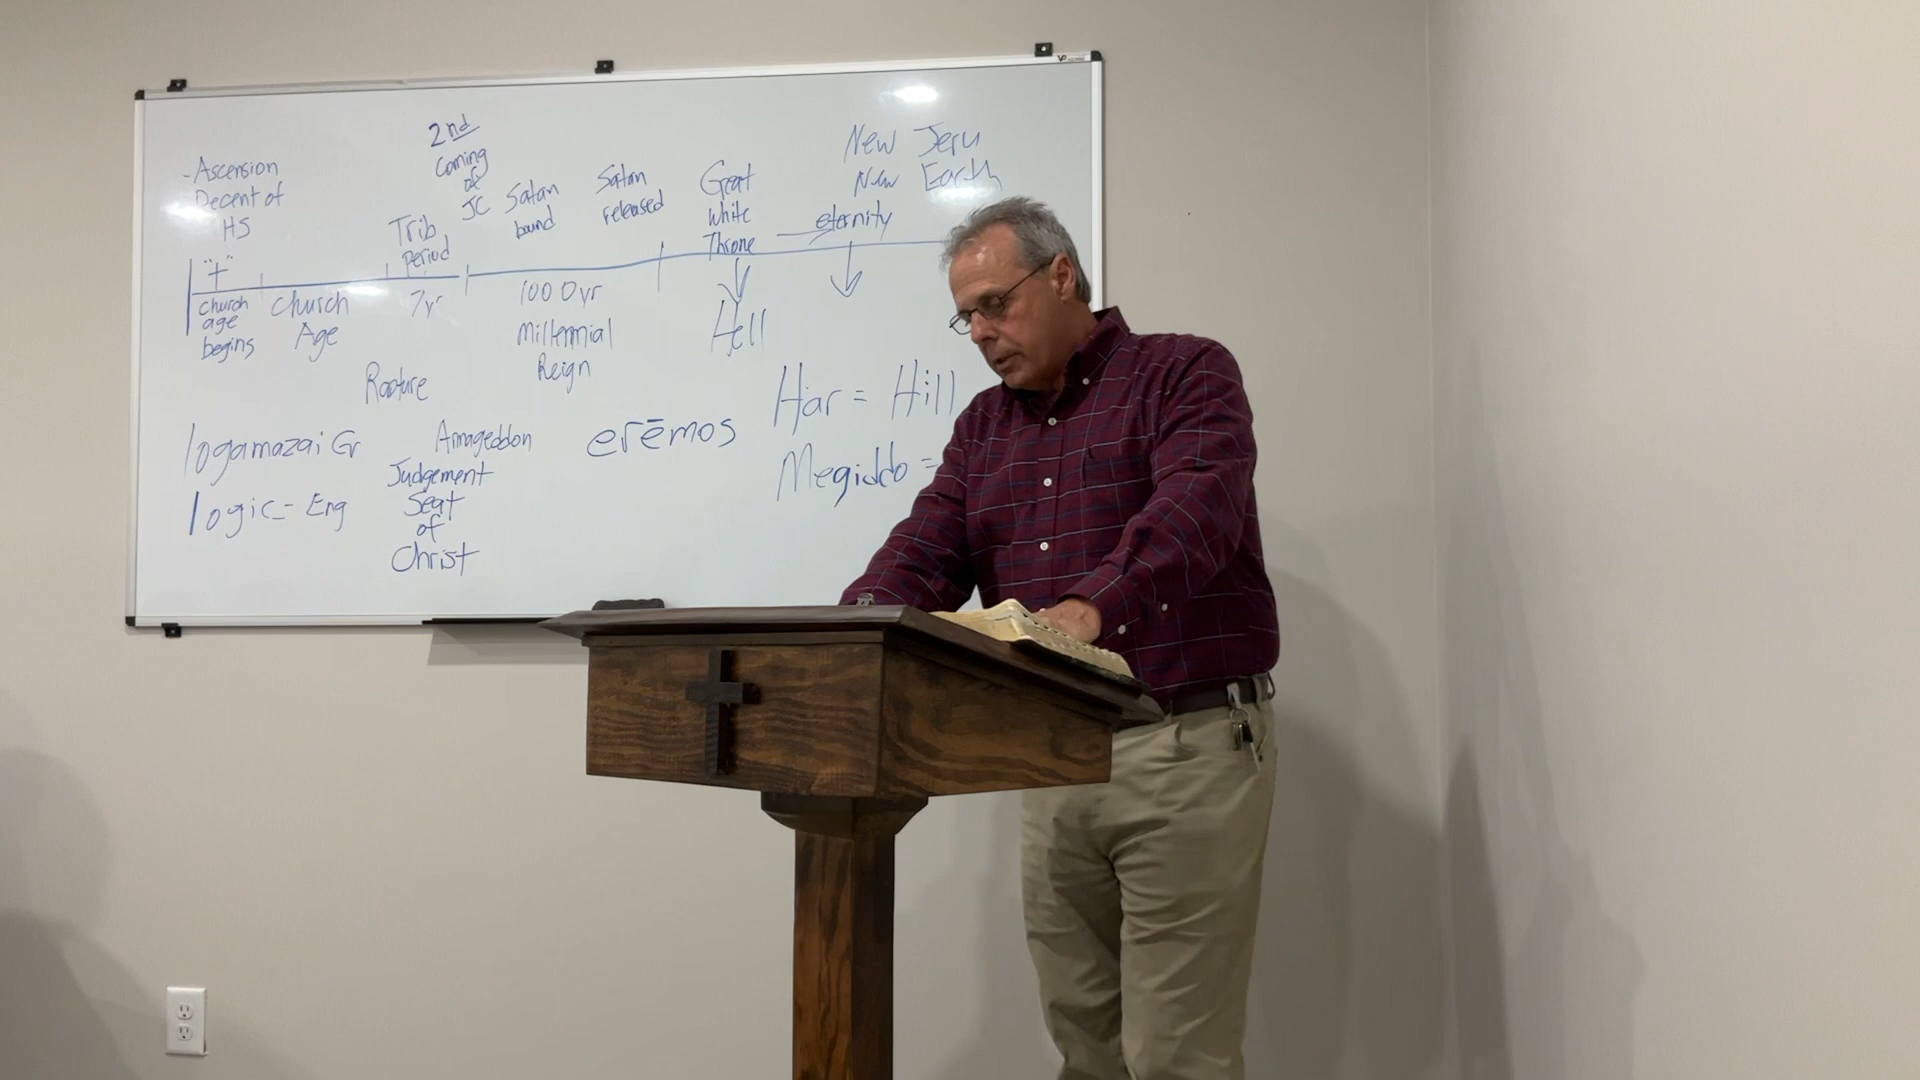 -Ascension
Decent of
HS
"†"
church
age
begins
church
Age
Trib
Period
7yr
2nd
coming
of
JC
Satan
bound
Satan
released
1000yr
Millennial
Reign
Great
White
Throne
Hell
New Jeru
New Earth
eternity
Rapture
logamazai Gr
logic = Eng
Armageddon
Judgement
Seat
of
Christ
erēmos
Har = Hill
Megiddo =